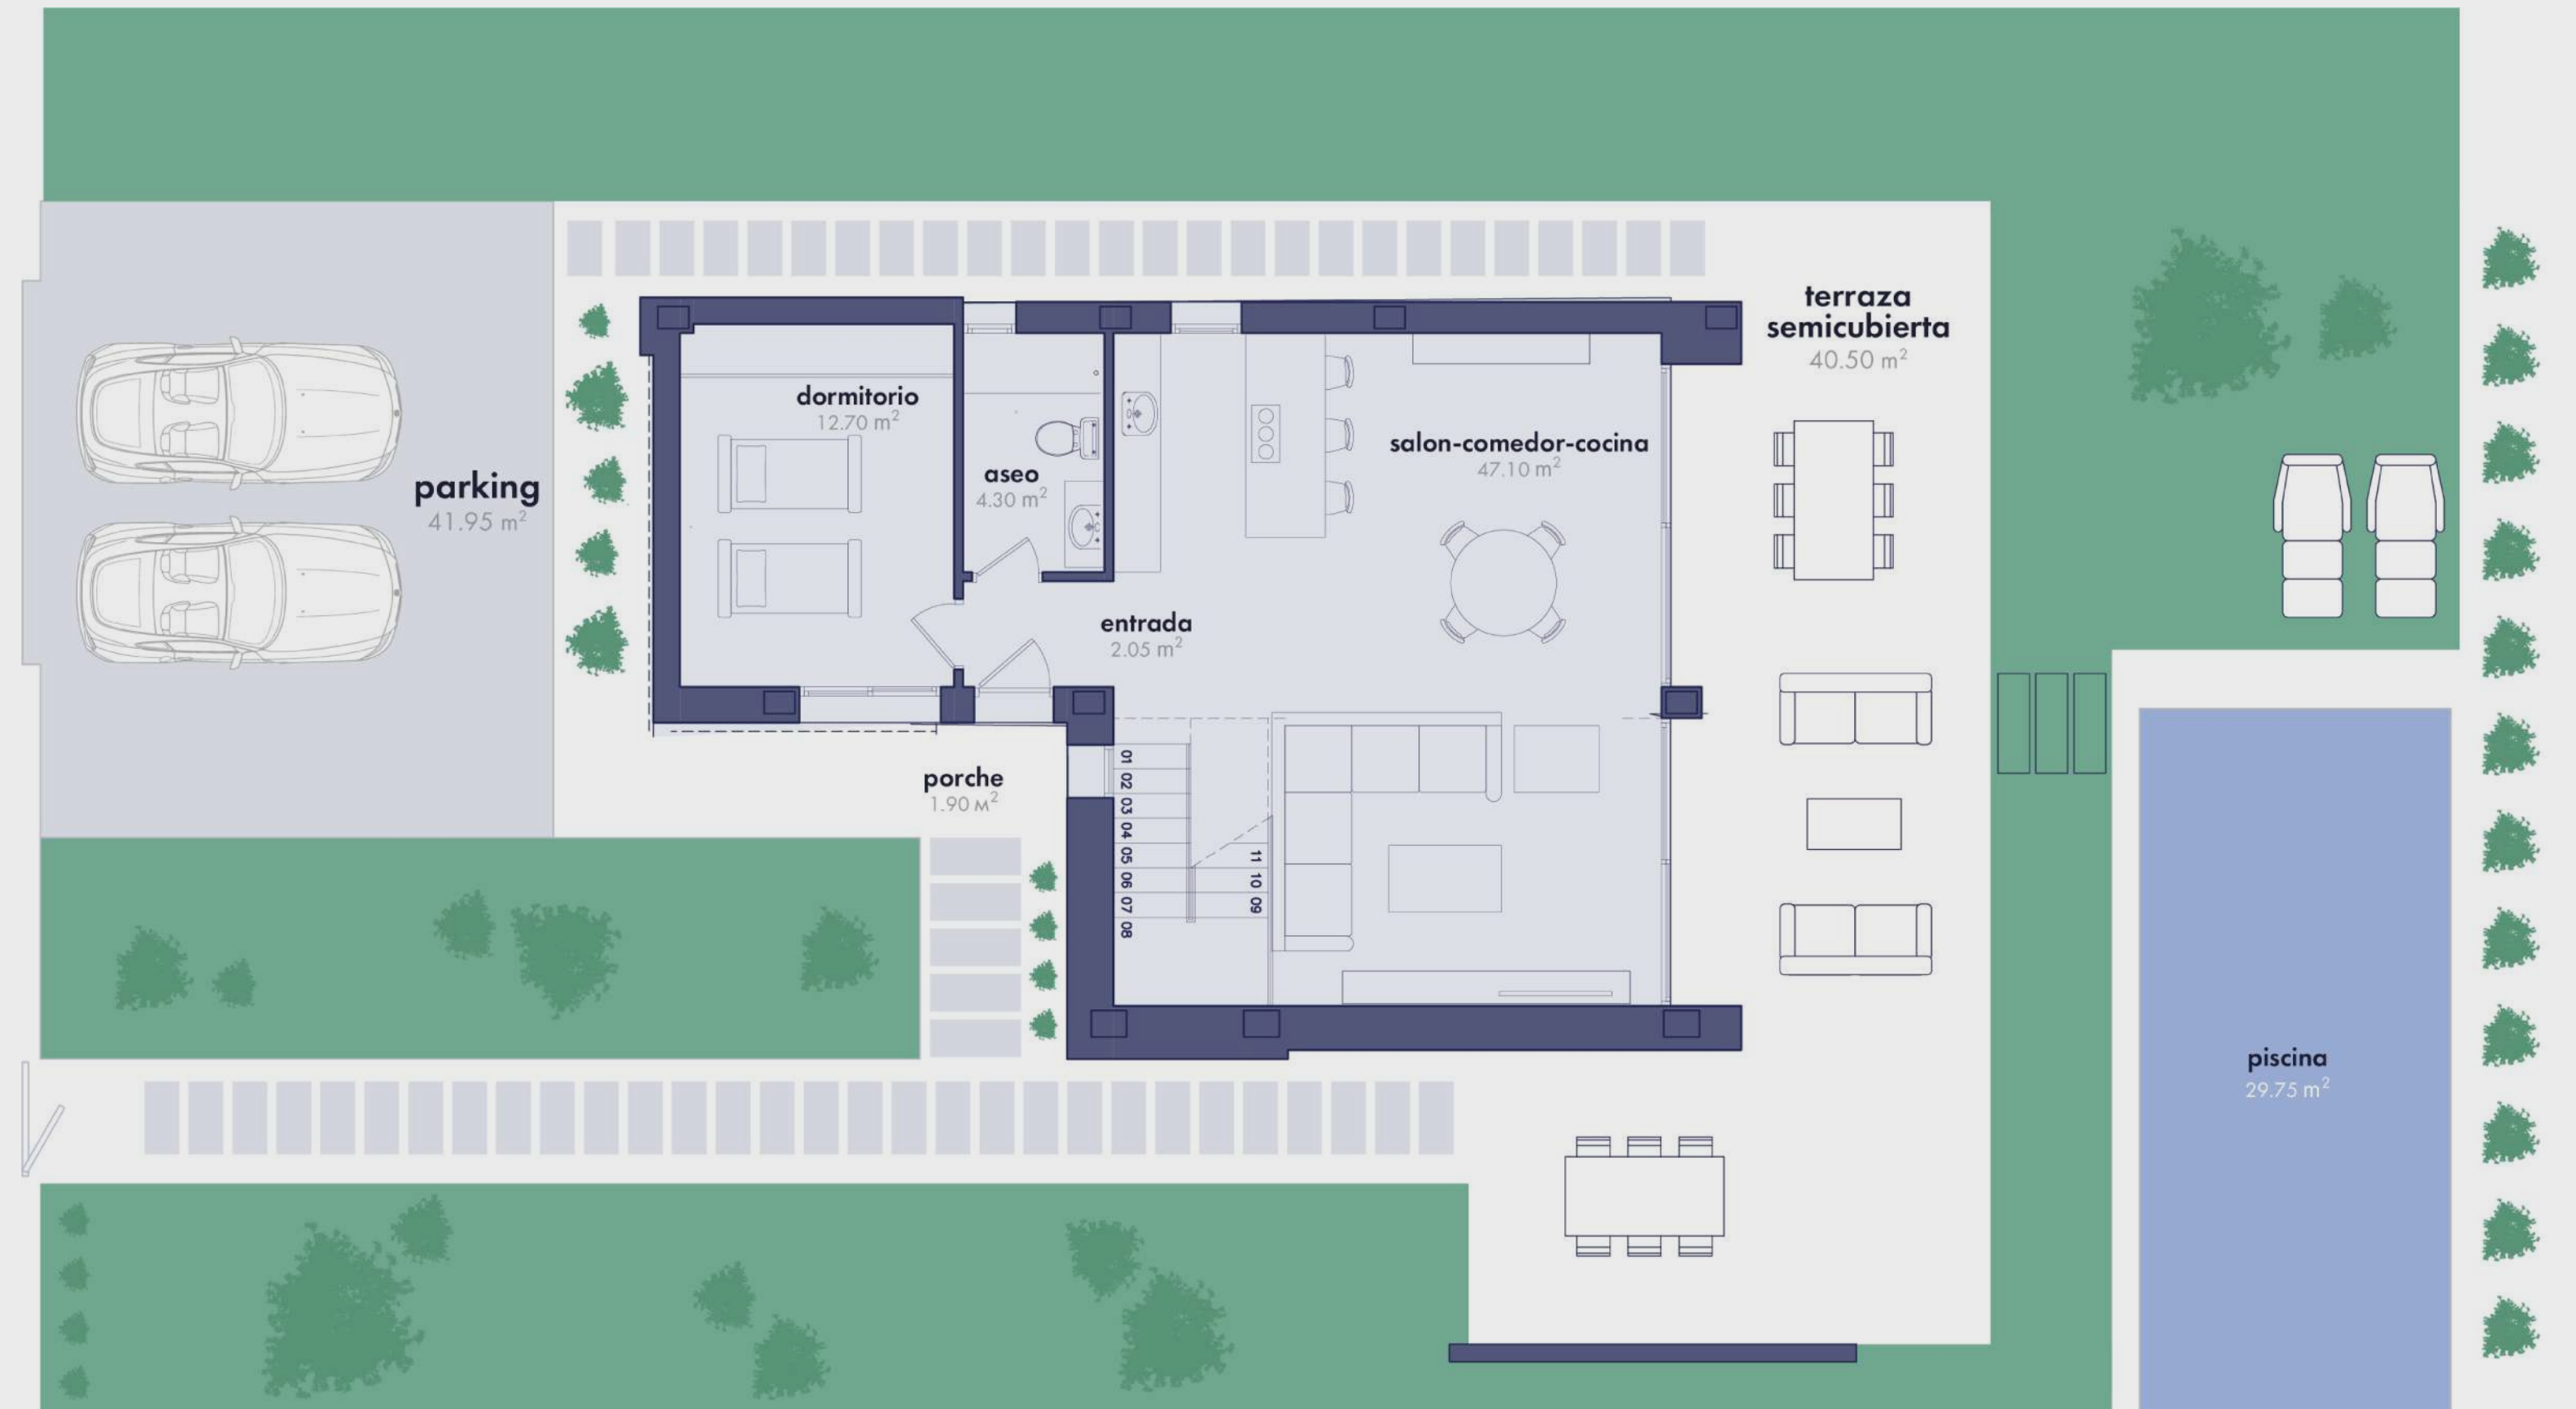 terraza
semicubierta
40.50 m²
dormitorio
12.70 m²
salon-comedor-cocina
47.10 m²
aseo
4.30 m²
parking
41.95 m²
entrada
2.05 m²
porche
1.90 м²
01
02
03
04
05
06
07
08
11
10
09
piscina
29.75 m²